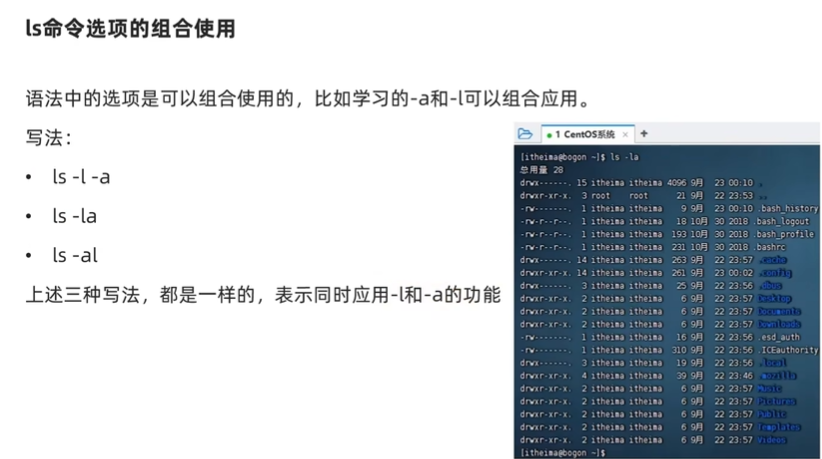 ls命令选项的组合使用
语法中的选项是可以组合使用的，比如学习的-a和-l可以组合应用。
写法：
• ls -l -a
• ls -la
• ls -al
上述三种写法，都是一样的，表示同时应用-l和-a的功能
1 CentOS系统 × +
[itheima@bogon ~]$ ls -la
总用量 28
drwx------. 15 itheima itheima 4096 9月 23 00:10 .
drwxr-xr-x. 3 root root 21 9月 22 23:53 ..
-rw-------. 1 itheima itheima 9 9月 23 00:10 .bash_history
-rw-r--r--. 1 itheima itheima 18 10月 30 2018 .bash_logout
-rw-r--r--. 1 itheima itheima 193 10月 30 2018 .bash_profile
-rw-r--r--. 1 itheima itheima 231 10月 30 2018 .bashrc
drwx------. 14 itheima itheima 263 9月 22 23:57 .cache
drwxr-xr-x. 14 itheima itheima 261 9月 23 00:02 .config
drwx------. 3 itheima itheima 25 9月 22 23:56 .dbus
drwxr-xr-x. 2 itheima itheima 6 9月 22 23:57 Desktop
drwxr-xr-x. 2 itheima itheima 6 9月 22 23:57 Documents
drwxr-xr-x. 2 itheima itheima 6 9月 22 23:57 Downloads
-rw-------. 1 itheima itheima 16 9月 22 23:56 .esd_auth
-rw-------. 1 itheima itheima 310 9月 22 23:56 .ICEauthority
drwx------. 3 itheima itheima 19 9月 22 23:56 .local
drwxr-xr-x. 4 itheima itheima 39 9月 22 23:46 .mozilla
drwxr-xr-x. 2 itheima itheima 6 9月 22 23:57 Music
drwxr-xr-x. 2 itheima itheima 6 9月 22 23:57 Pictures
drwxr-xr-x. 2 itheima itheima 6 9月 22 23:57 Public
drwxr-xr-x. 2 itheima itheima 6 9月 22 23:57 Templates
drwxr-xr-x. 2 itheima itheima 6 9月 22 23:57 Videos
[itheima@bogon ~]$